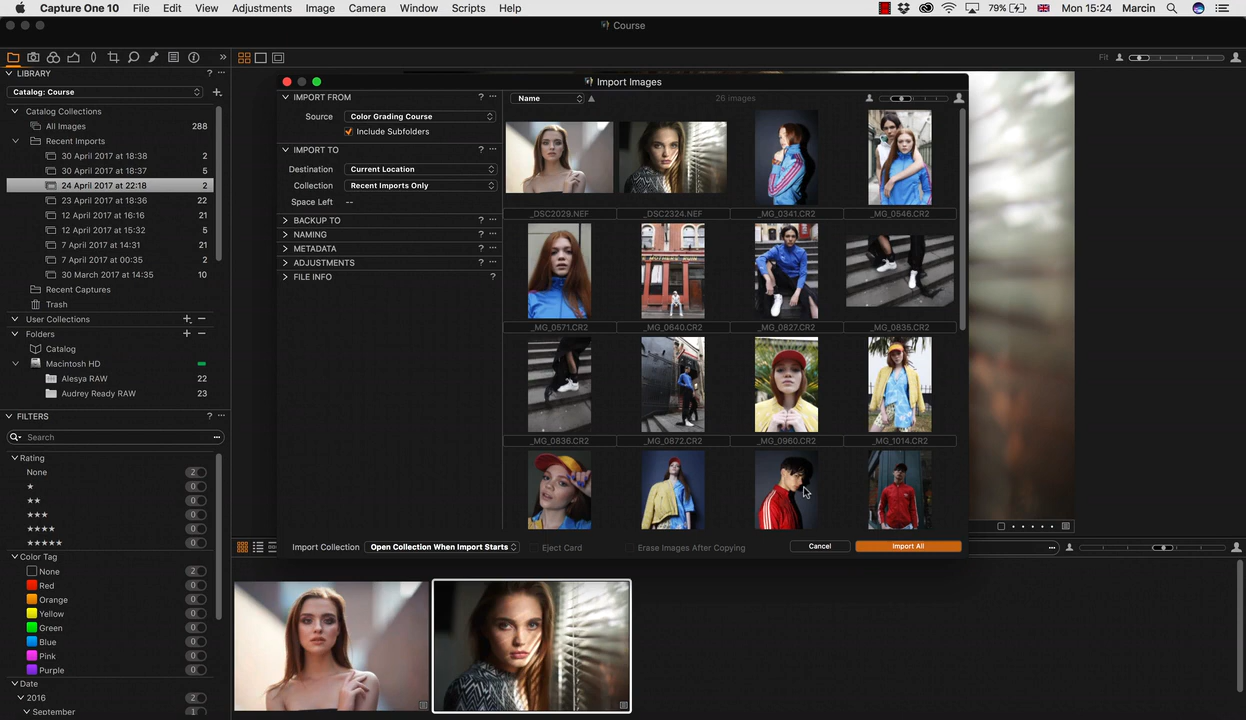 Capture One 10 File Edit View Adjustments Image Camera Window Scripts Help 79% Mon 15:24 Marcin
Course
LIBRARY ? ...
Catalog: Course
Catalog Collections
All Images 288
Recent Imports
30 April 2017 at 18:38 2
30 April 2017 at 18:37 5
24 April 2017 at 22:18 2
23 April 2017 at 18:36 22
12 April 2017 at 16:16 21
12 April 2017 at 15:32 5
7 April 2017 at 14:31 21
7 April 2017 at 00:35 2
30 March 2017 at 14:35 10
Recent Captures
Trash
User Collections
Folders
Catalog
Macintosh HD
Alesya RAW 22
Audrey Ready RAW 23
FILTERS ? ...
Search
Rating
None 2
★ 0
★★ 0
★★★ 0
★★★★ 0
★★★★★ 0
Color Tag
None 2
Red 0
Orange 0
Yellow 0
Green 0
Blue 0
Pink 0
Purple 0
Date
2016 2
September 1
Fit
Import Images
IMPORT FROM ? ...
Source Color Grading Course
Include Subfolders
IMPORT TO ? ...
Destination Current Location
Collection Recent Imports Only
Space Left --
BACKUP TO ? ...
NAMING ? ...
METADATA ? ...
ADJUSTMENTS ? ...
FILE INFO ?
Name 26 images
_DSC2029.NEF _DSC2324.NEF _MG_0341.CR2 _MG_0546.CR2
_MG_0571.CR2 _MG_0640.CR2 _MG_0827.CR2 _MG_0835.CR2
_MG_0836.CR2 _MG_0872.CR2 _MG_0960.CR2 _MG_1014.CR2
Import Collection Open Collection When Import Starts Eject Card Erase Images After Copying Cancel Import All